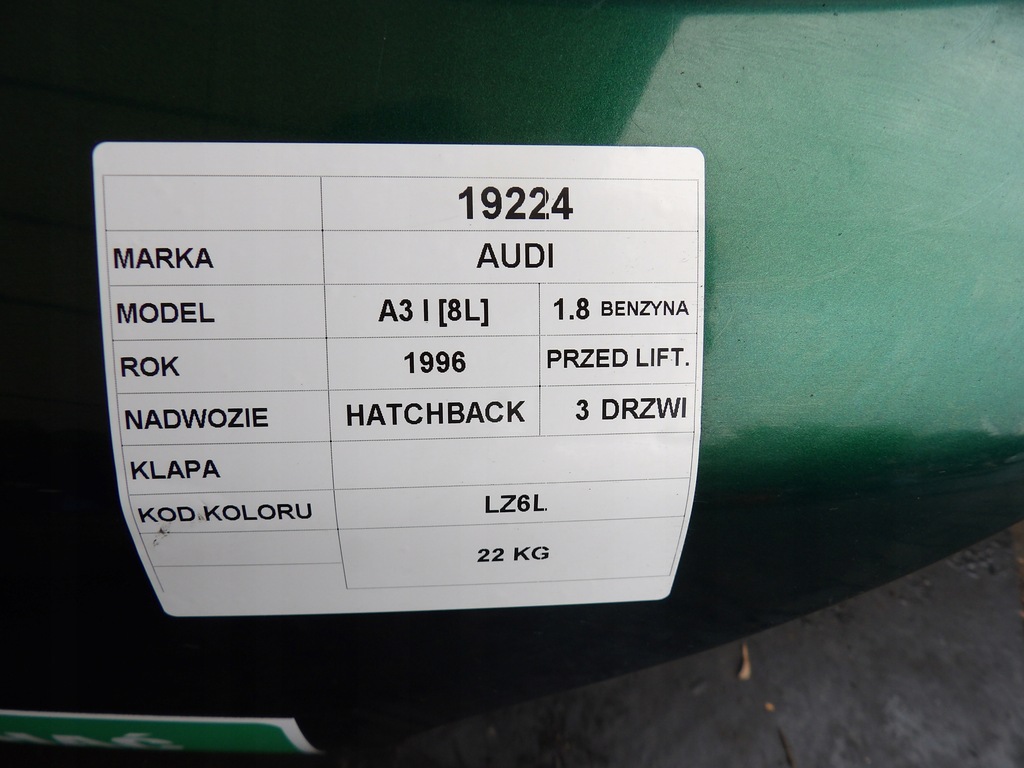 19224
MARKA AUDI
MODEL A3 I [8L] 1.8 BENZYNA
ROK 1996 PRZED LIFT.
NADWOZIE HATCHBACK 3 DRZWI
KLAPA
KOD KOLORU LZ6L
22 KG